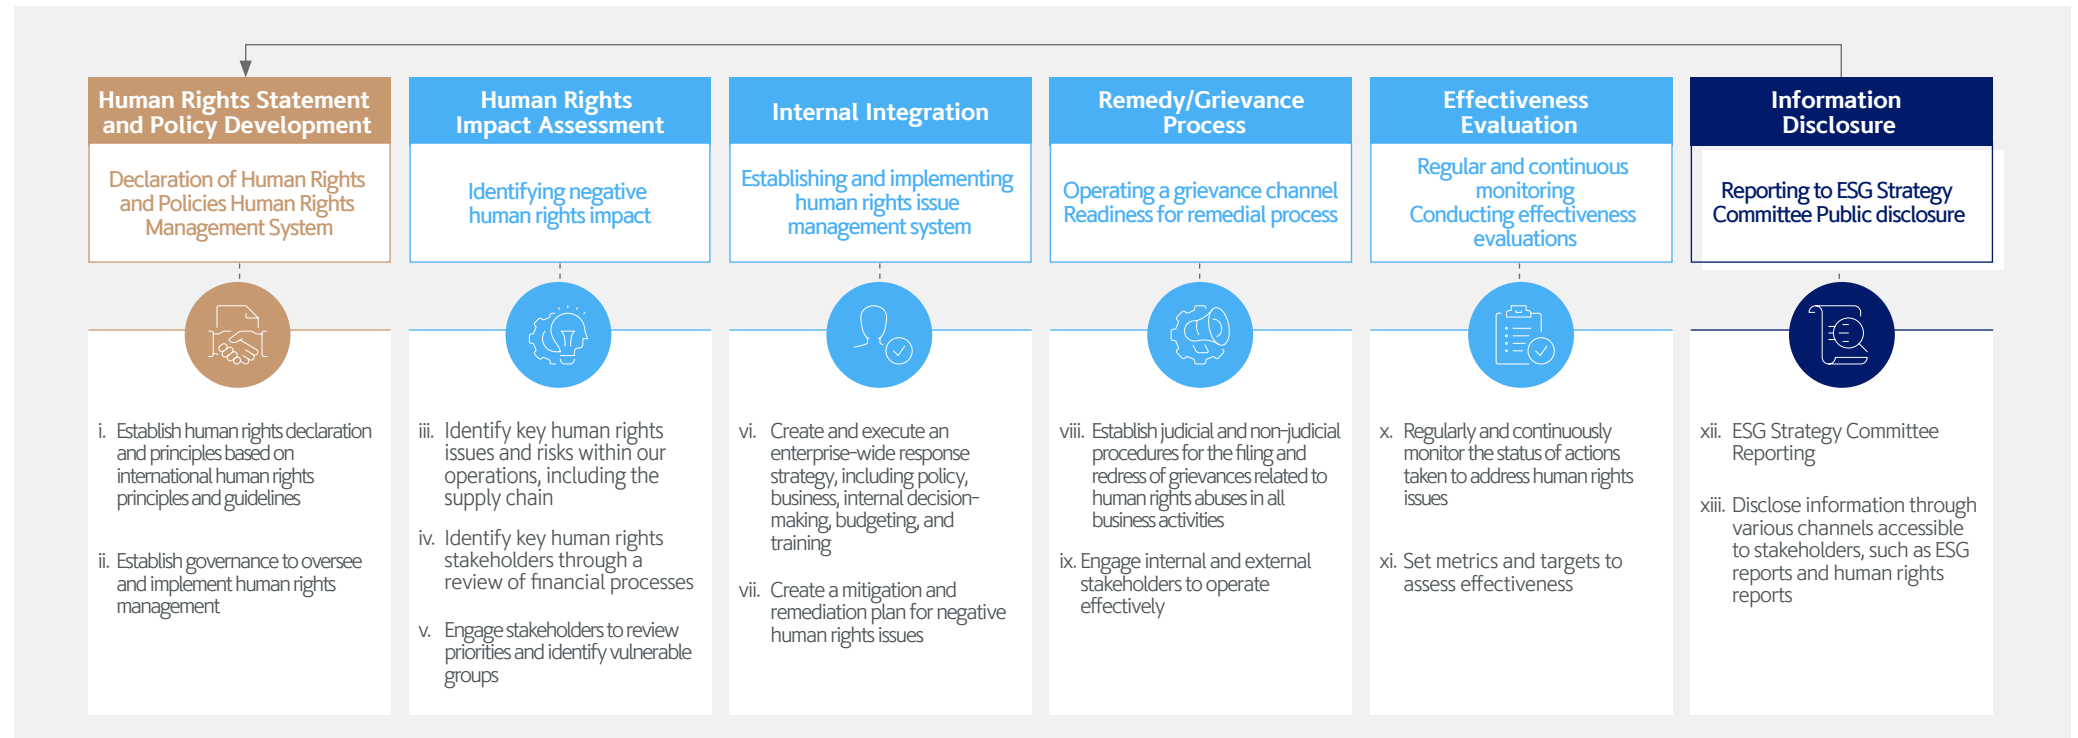 Human Rights Statement
and Policy Development
Declaration of Human Rights
and Policies Human Rights
Management System
i. Establish human rights declaration
and principles based on
international human rights
principles and guidelines
ii. Establish governance to oversee
and implement human rights
management
Human Rights
Impact Assessment
Identifying negative
human rights impact
iii. Identify key human rights
issues and risks within our
operations, including the
supply chain
iv. Identify key human rights
stakeholders through a
review of financial processes
v. Engage stakeholders to review
priorities and identify vulnerable
groups
Internal Integration
Establishing and implementing
human rights issue
management system
vi. Create and execute an
enterprise-wide response
strategy, including policy,
business, internal decision-
making, budgeting, and
training
vii. Create a mitigation and
remediation plan for negative
human rights issues
Remedy/Grievance
Process
Operating a grievance channel
Readiness for remedial process
viii. Establish judicial and non-judicial
procedures for the filing and
redress of grievances related to
human rights abuses in all
business activities
ix. Engage internal and external
stakeholders to operate
effectively
Effectiveness
Evaluation
Regular and continuous
monitoring
Conducting effectiveness
evaluations
x. Regularly and continuously
monitor the status of actions
taken to address human rights
issues
xi. Set metrics and targets to
assess effectiveness
Information
Disclosure
Reporting to ESG Strategy
Committee Public disclosure
xii. ESG Strategy Committee
Reporting
xiii. Disclose information through
various channels accessible
to stakeholders, such as ESG
reports and human rights
reports